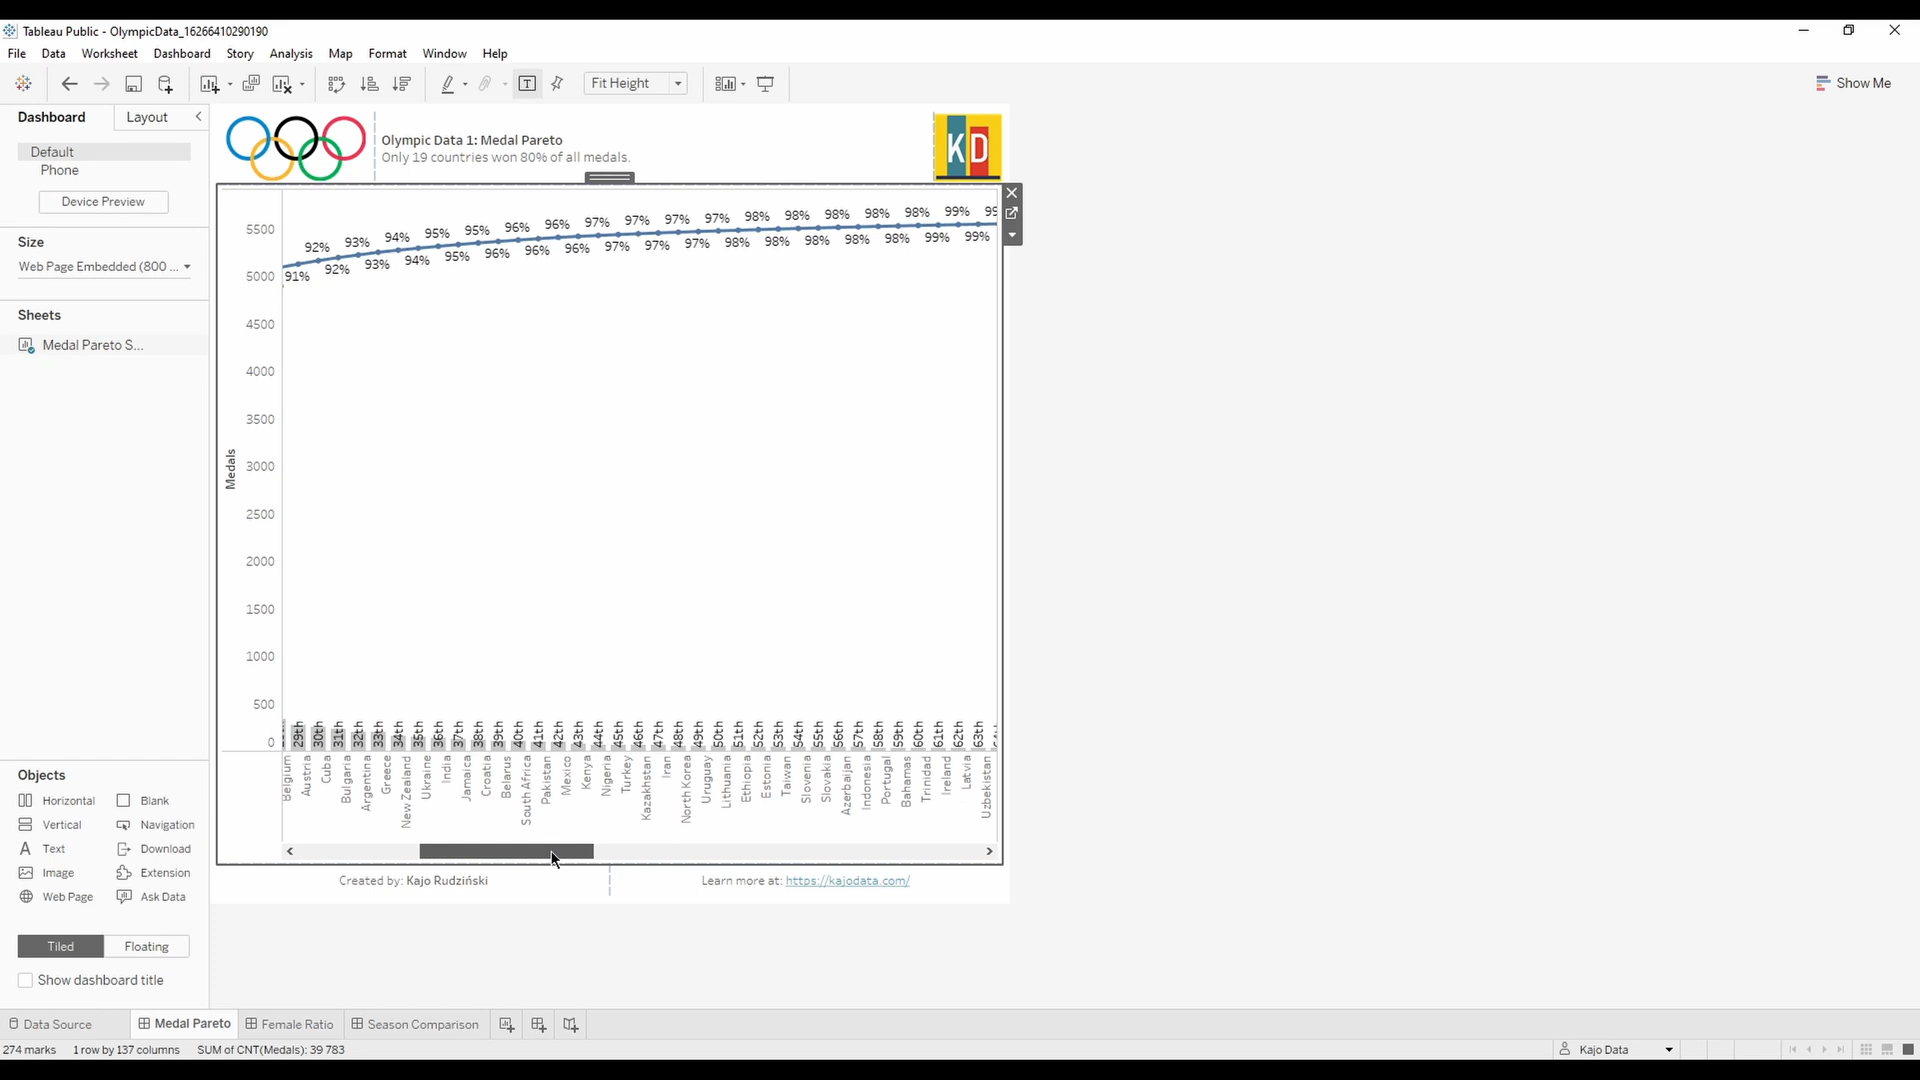 Tableau Public - OlympicData_16266410290190
File Data Worksheet Dashboard Story Analysis Map Format Window Help
Fit Height
Show Me
Dashboard Layout
Default
Phone
Device Preview
Size
Web Page Embedded (800 ...
Sheets
Medal Pareto S...
Objects
Horizontal Blank
Vertical Navigation
Text Download
Image Extension
Web Page Ask Data
Tiled Floating
Show dashboard title
Olympic Data 1: Medal Pareto
Only 19 countries won 80% of all medals.
KD
Medals
5500
5000
4500
4000
3500
3000
2500
2000
1500
1000
500
0
92% 93% 94% 95% 95% 96% 96% 97% 97% 97% 97% 98% 98% 98% 98% 98% 99% 99
91% 92% 93% 94% 95% 96% 96% 96% 97% 97% 97% 98% 98% 98% 98% 98% 99% 99%
29th 30th 31th 32th 33th 34th 35th 36th 37th 38th 39th 40th 41th 42th 43th 44th 45th 46th 47th 48th 49th 50th 51th 52th 53th 54th 55th 56th 57th 58th 59th 60th 61th 62th 63th
Belgium Austria Cuba Bulgaria Argentina Greece New Zealand Ukraine India Jamaica Croatia Belarus South Africa Pakistan Mexico Kenya Nigeria Turkey Kazakhstan Iran North Korea Uruguay Lithuania Ethiopia Estonia Taiwan Slovenia Slovakia Azerbaijan Indonesia Portugal Bahamas Trinidad Ireland Latvia Uzbekistan
Created by: Kajo Rudziński
Learn more at: https://kajodata.com/
Data Source Medal Pareto Female Ratio Season Comparison
274 marks 1 row by 137 columns SUM of CNT(Medals): 39 783
Kajo Data